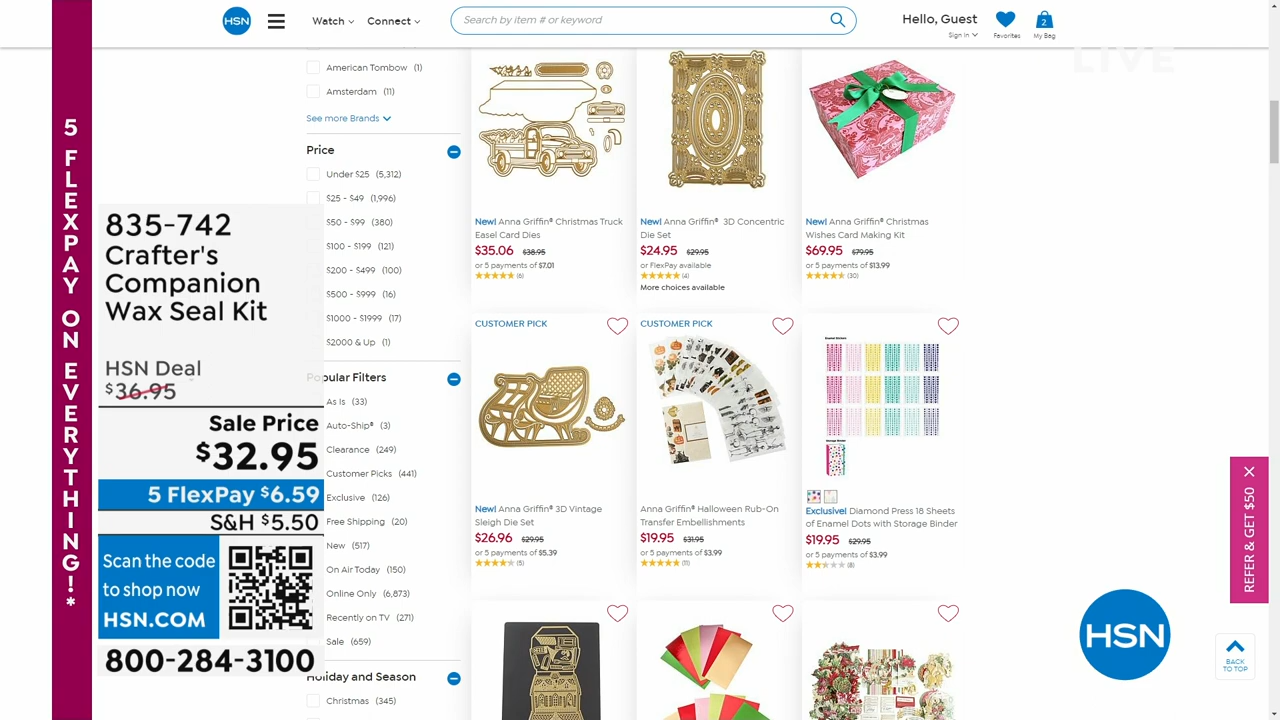 HSN
Watch
Connect
Search by item # or keyword
Hello, Guest
Sign In
Favorites
2
My Bag
LIVE
5 FLEXPAY ON EVERYTHING!*
American Tombow (1)
Amsterdam (11)
See more Brands
Price
Under $25 (5,312)
$25 - $49 (1,996)
$50 - $99 (380)
$100 - $199 (121)
$200 - $499 (100)
$500 - $999 (16)
$1000 - $1999 (17)
$2000 & Up (1)
Popular Filters
As Is (33)
Auto-Ship® (3)
Clearance (249)
Customer Picks (441)
Exclusive (126)
Free Shipping (20)
New (517)
On Air Today (150)
Online Only (6,873)
Recently on TV (271)
Sale (659)
Holiday and Season
Christmas (345)
835-742
Crafter's
Companion
Wax Seal Kit
HSN Deal
$36.95
Sale Price
$32.95
5 FlexPay $6.59
S&H $5.50
Scan the code
to shop now
HSN.COM
800-284-3100
New! Anna Griffin® Christmas Truck
Easel Card Dies
$35.06 $38.95
or 5 payments of $7.01
(6)
New! Anna Griffin® 3D Concentric
Die Set
$24.95 $29.95
or FlexPay available
(4)
More choices available
New! Anna Griffin® Christmas
Wishes Card Making Kit
$69.95 $79.95
or 5 payments of $13.99
(30)
CUSTOMER PICK
New! Anna Griffin® 3D Vintage
Sleigh Die Set
$26.96 $29.95
or 5 payments of $5.39
(5)
CUSTOMER PICK
Anna Griffin® Halloween Rub-On
Transfer Embellishments
$19.95 $31.95
or 5 payments of $3.99
(11)
Exclusive! Diamond Press 18 Sheets
of Enamel Dots with Storage Binder
$19.95 $29.95
or 5 payments of $3.99
(8)
REFER & GET $50
HSN
BACK
TO TOP